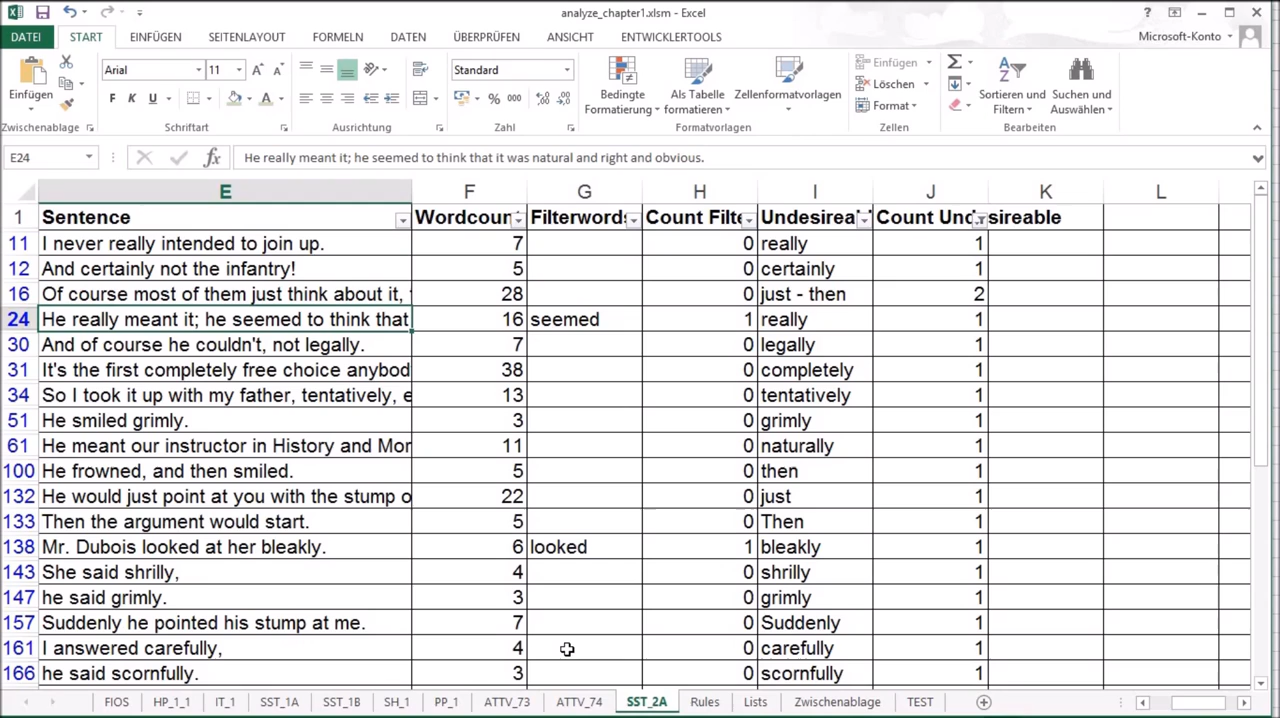 analyze_chapter1.xlsm - Excel
DATEI START EINFÜGEN SEITENLAYOUT FORMELN DATEN ÜBERPRÜFEN ANSICHT ENTWICKLERTOOLS Microsoft-Konto
Einfügen Arial 11 Standard Bedingte Formatierung Als Tabelle formatieren Zellenformatvorlagen Einfügen Löschen Format Sortieren und Filtern Suchen und Auswählen
F K U % 000
Zwischenablage Schriftart Ausrichtung Zahl Formatvorlagen Zellen Bearbeiten
E24 fx He really meant it; he seemed to think that it was natural and right and obvious.
E F G H I J K L
1 Sentence Wordcoun Filterwords Count Filte Undesireal Count Und sireable
11 I never really intended to join up. 7 0 really 1
12 And certainly not the infantry! 5 0 certainly 1
16 Of course most of them just think about it, 28 0 just - then 2
24 He really meant it; he seemed to think that 16 seemed 1 really 1
30 And of course he couldn't, not legally. 7 0 legally 1
31 It's the first completely free choice anybod 38 0 completely 1
34 So I took it up with my father, tentatively, e 13 0 tentatively 1
51 He smiled grimly. 3 0 grimly 1
61 He meant our instructor in History and Mor 11 0 naturally 1
100 He frowned, and then smiled. 5 0 then 1
132 He would just point at you with the stump o 22 0 just 1
133 Then the argument would start. 5 0 Then 1
138 Mr. Dubois looked at her bleakly. 6 looked 1 bleakly 1
143 She said shrilly, 4 0 shrilly 1
147 he said grimly. 3 0 grimly 1
157 Suddenly he pointed his stump at me. 7 0 Suddenly 1
161 I answered carefully, 4 0 carefully 1
166 he said scornfully. 3 0 scornfully 1
FIOS HP_1_1 IT_1 SST_1A SST_1B SH_1 PP_1 ATTV_73 ATTV_74 SST_2A Rules Lists Zwischenablage TEST